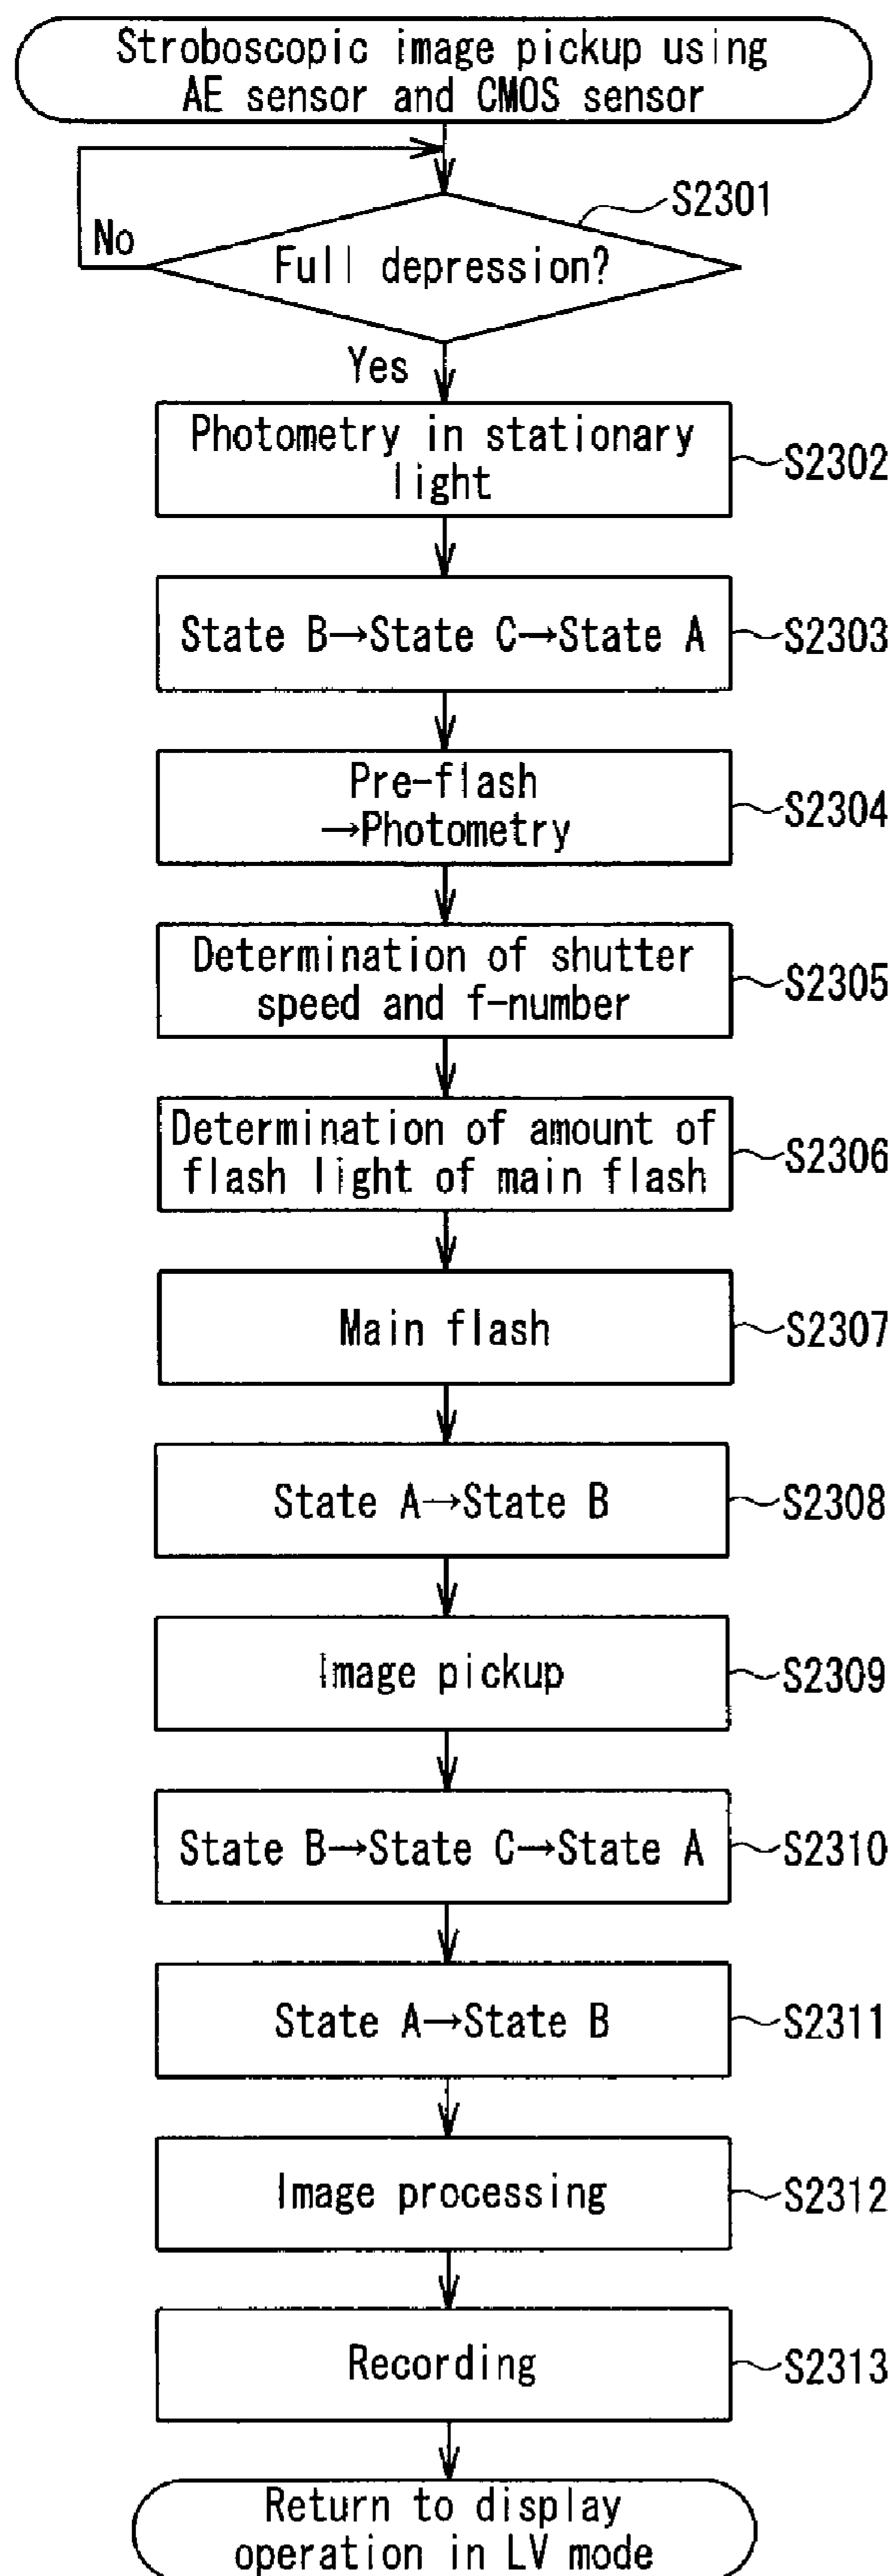 Stroboscopic image pickup using
AE sensor and CMOS sensor
S2301
No
Full depression?
Yes
Photometry in stationary
light
S2302
State B→State C→State A
S2303
Pre-flash
→Photometry
S2304
Determination of shutter
speed and f-number
S2305
Determination of amount of
flash light of main flash
S2306
Main flash
S2307
State A→State B
S2308
Image pickup
S2309
State B→State C→State A
S2310
State A→State B
S2311
Image processing
S2312
Recording
S2313
Return to display
operation in LV mode